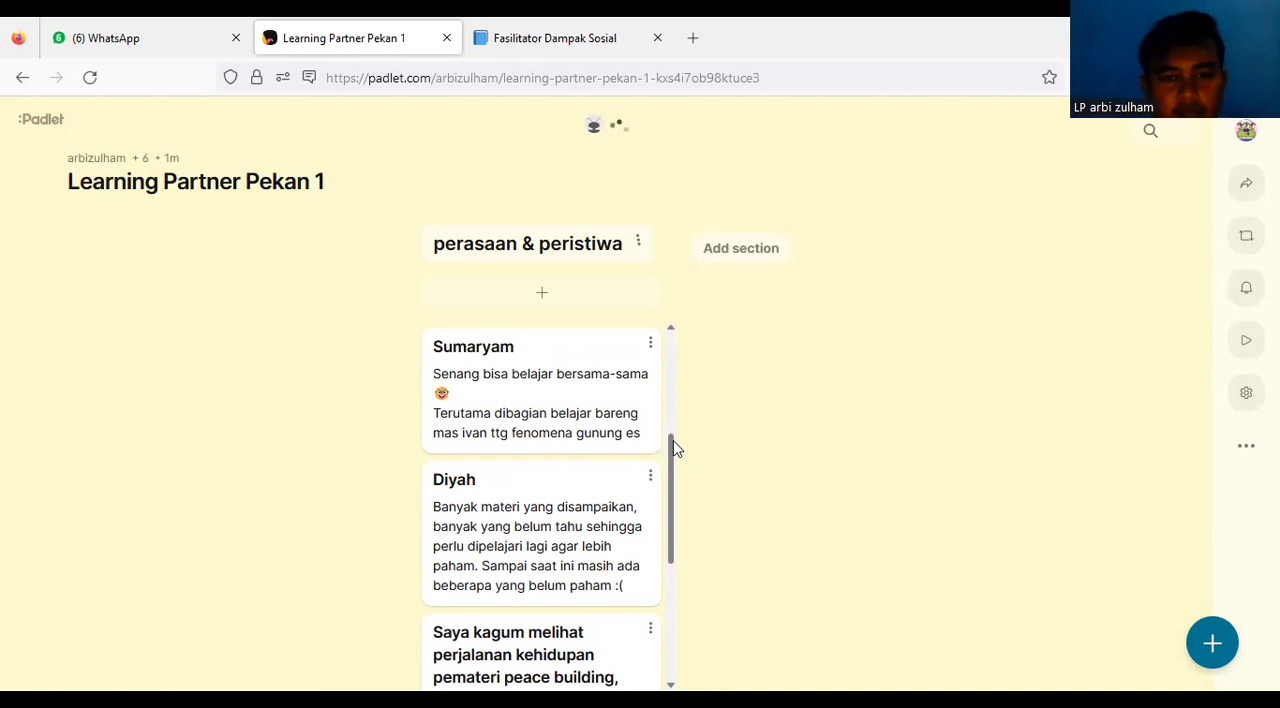 (6) WhatsApp
Learning Partner Pekan 1
Fasilitator Dampak Sosial
https://padlet.com/arbizulham/learning-partner-pekan-1-kxs4i7ob98ktuce3
LP arbi zulham
:Padlet
arbizulham + 6 • 1m
Learning Partner Pekan 1
perasaan & peristiwa
Add section
Sumaryam
Senang bisa belajar bersama-sama
Terutama dibagian belajar bareng
mas ivan ttg fenomena gunung es
Diyah
Banyak materi yang disampaikan,
banyak yang belum tahu sehingga
perlu dipelajari lagi agar lebih
paham. Sampai saat ini masih ada
beberapa yang belum paham :(
Saya kagum melihat
perjalanan kehidupan
pemateri peace building,